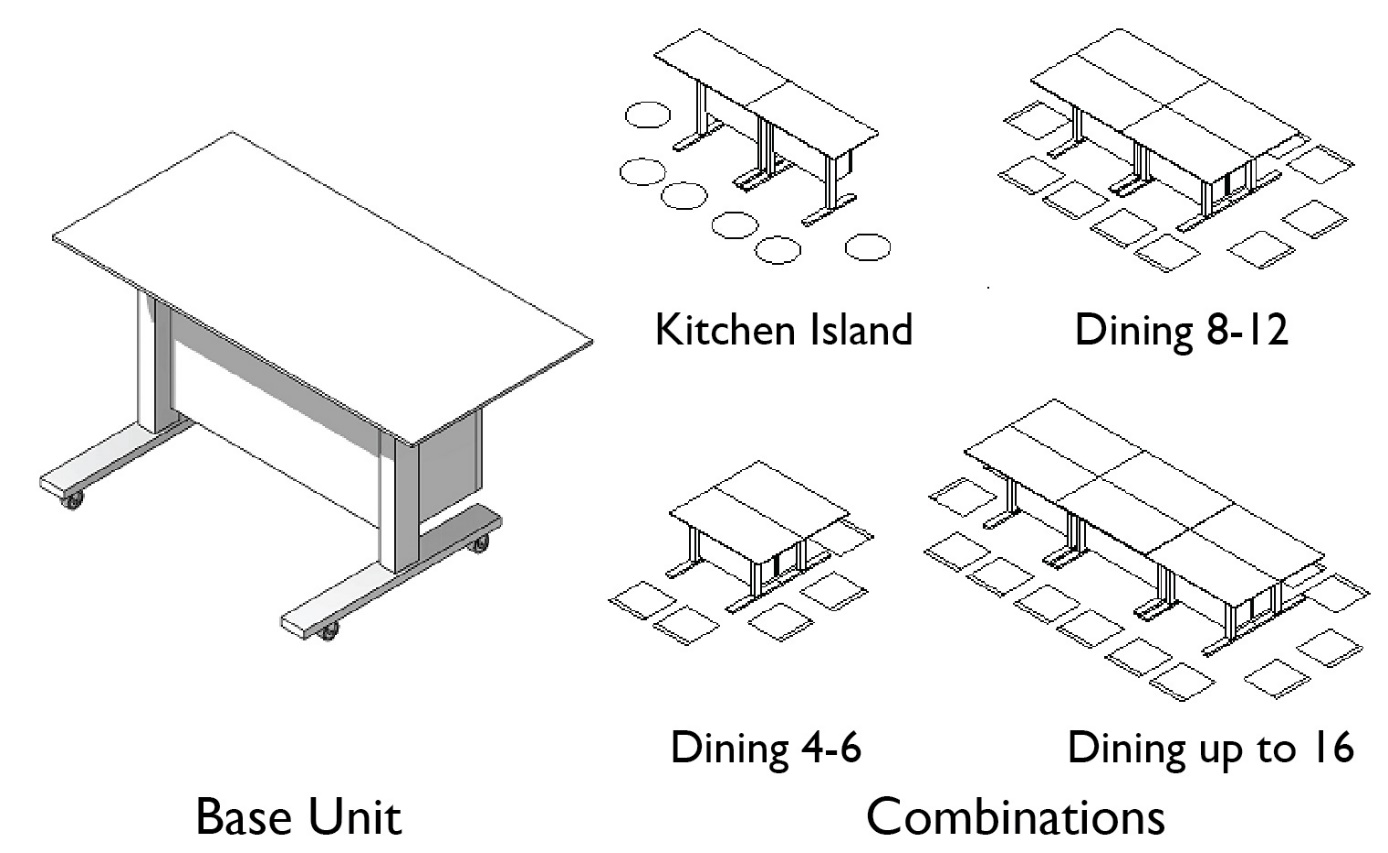 Kitchen Island
Dining 8-12
Dining 4-6
Dining up to 16
Base Unit
Combinations